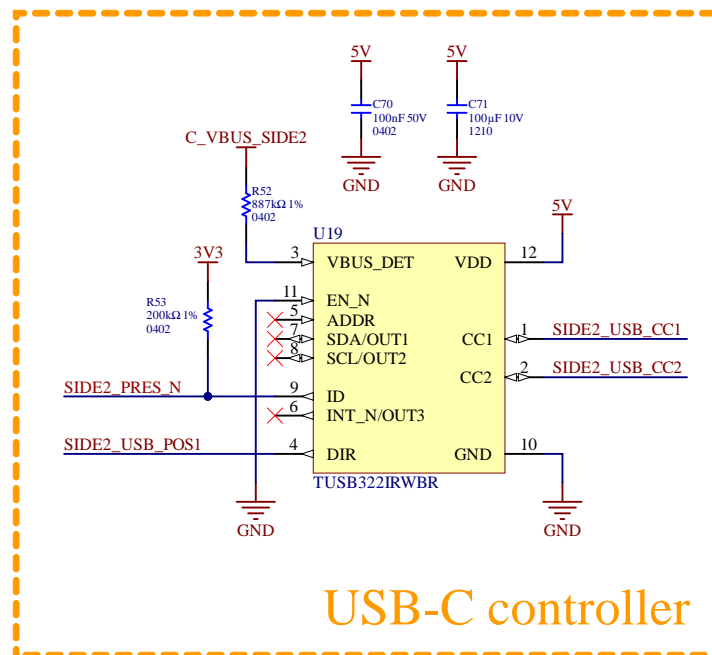 5V
5V
C70
100nF 50V
0402
C71
100µF 10V
1210
C_VBUS_SIDE2
GND
GND
R52
887kΩ 1%
0402
5V
U19
3V3
3
VBUS_DET
VDD
12
11
EN_N
R53
200kΩ 1%
0402
5
ADDR
7
SDA/OUT1
CC1
1
SIDE2_USB_CC1
8
SCL/OUT2
CC2
2
SIDE2_USB_CC2
SIDE2_PRES_N
9
ID
6
INT_N/OUT3
SIDE2_USB_POS1
4
DIR
GND
10
TUSB322IRWBR
GND
GND
USB-C controller